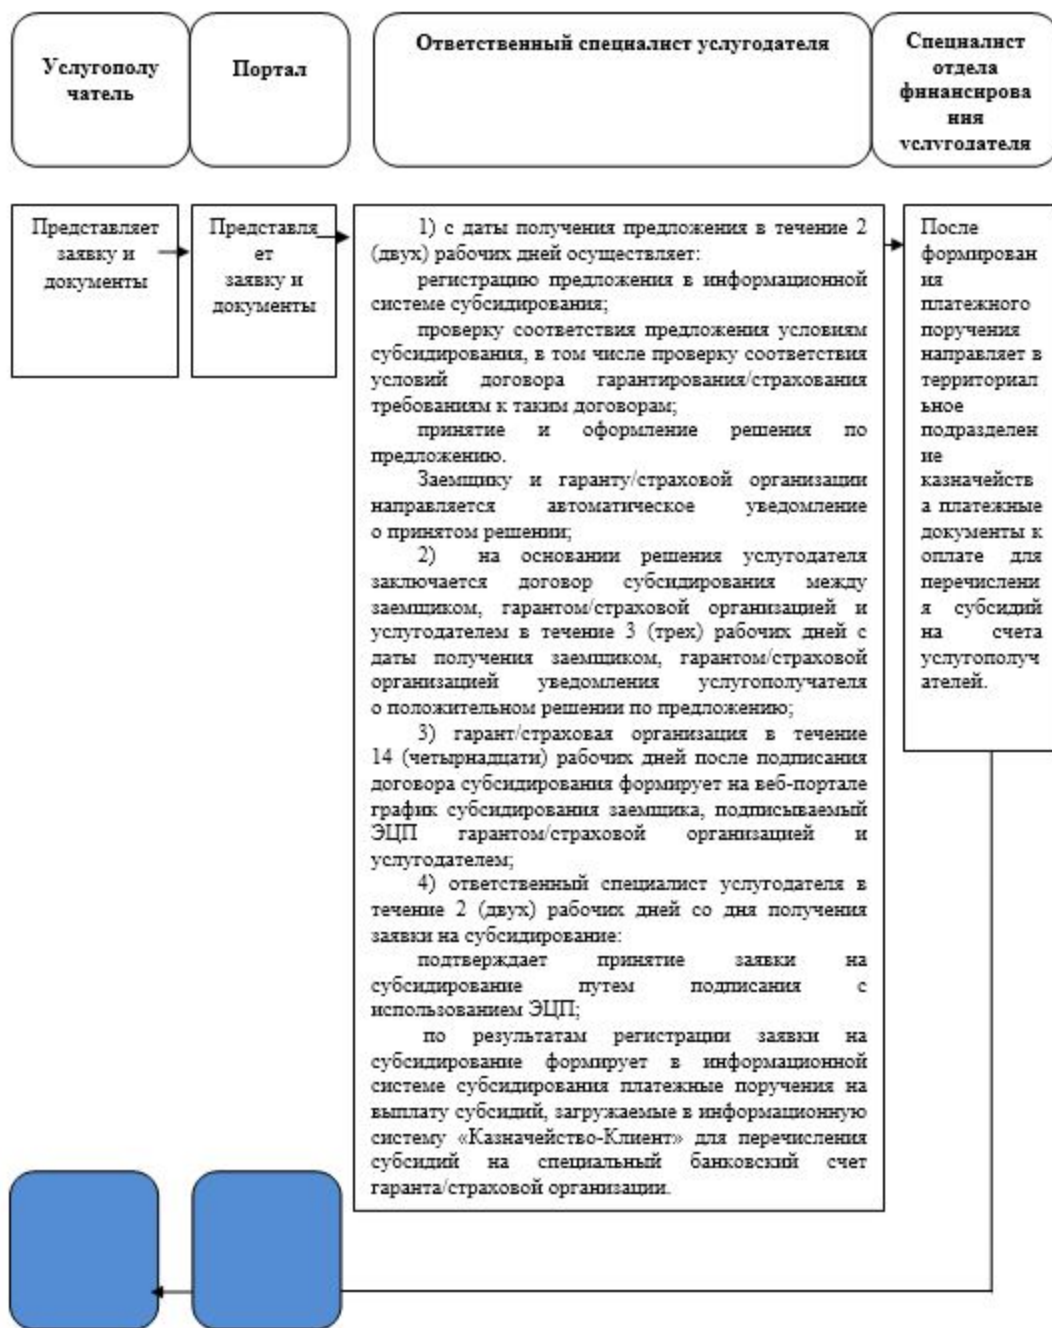 Услугополу
чатель
Портал
Ответственный специалист услугодателя
Специалист
отдела
финансирова
ния
услугодателя
Представляет
заявку и
документы
Представля
ет
заявку и
документы
1) с даты получения предложения в течение 2
(двух) рабочих дней осуществляет:
регистрацию предложения в информационной
системе субсидирования;
проверку соответствия предложения условиям
субсидирования, в том числе проверку соответствия
условий договора гарантирования/страхования
требованиям к таким договорам;
принятие и оформление решения по
предложению.
Заемщику и гаранту/страховой организации
направляется автоматическое уведомление
о принятом решении;
2) на основании решения услугодателя
заключается договор субсидирования между
заемщиком, гарантом/страховой организацией и
услугодателем в течение 3 (трех) рабочих дней с
даты получения заемщиком, гарантом/страховой
организацией уведомления услугополучателя
о положительном решении по предложению;
3) гарант/страховая организация в течение
14 (четырнадцати) рабочих дней после подписания
договора субсидирования формирует на веб-портале
график субсидирования заемщика, подписываемый
ЭЦП гарантом/страховой организацией и
услугодателем;
4) ответственный специалист услугодателя в
течение 2 (двух) рабочих дней со дня получения
заявки на субсидирование:
подтверждает принятие заявки на
субсидирование путем подписания с
использованием ЭЦП;
по результатам регистрации заявки на
субсидирование формирует в информационной
системе субсидирования платежные поручения на
выплату субсидий, загружаемые в информационную
систему «Казначейство-Клиент» для перечисления
субсидий на специальный банковский счет
гаранта/страховой организации.
После
формирован
ия
платежного
поручения
направляет в
территориал
ьное
подразделен
ие
казначейств
а платежные
документы к
оплате для
перечислени
я субсидий
на счета
услугополуч
ателей.